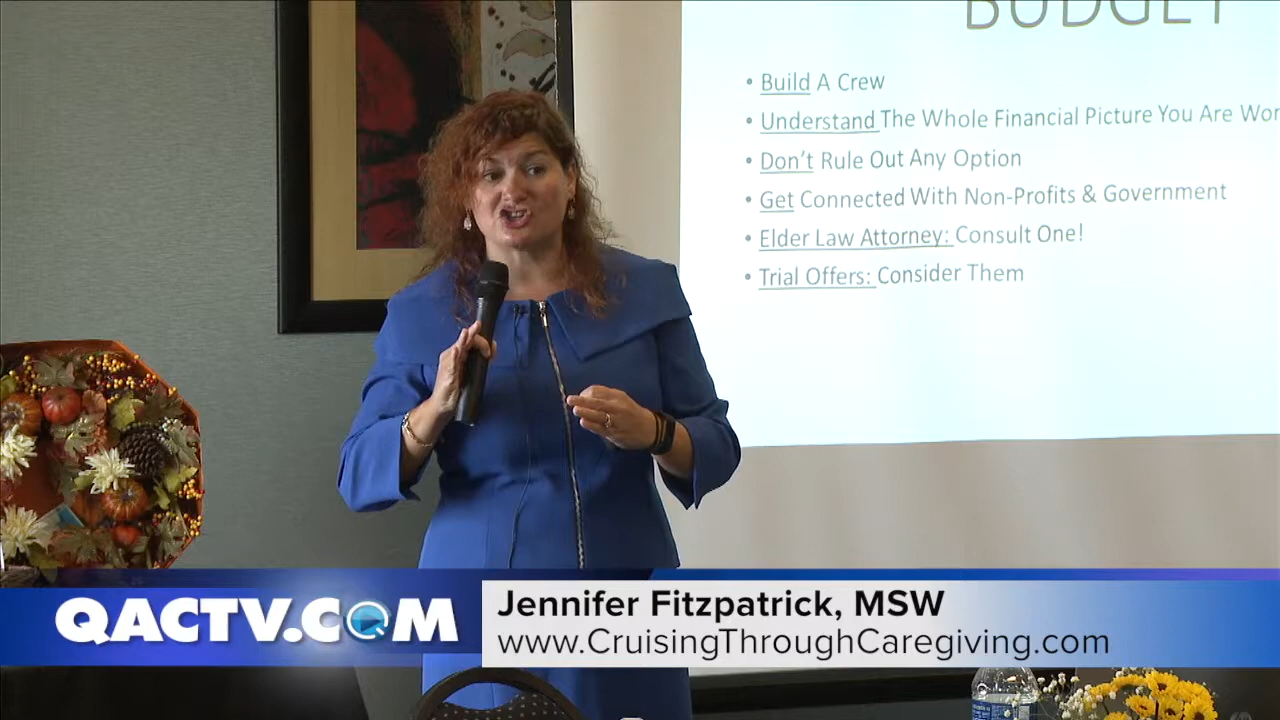 BUDGET
• Build A Crew
• Understand The Whole Financial Picture You Are
• Don't Rule Out Any Option
• Get Connected With Non-Profits & Government
• Elder Law Attorney: Consult One!
• Trial Offers: Consider Them
QACTV.COM
Jennifer Fitzpatrick, MSW
www.CruisingThroughCaregiving.com